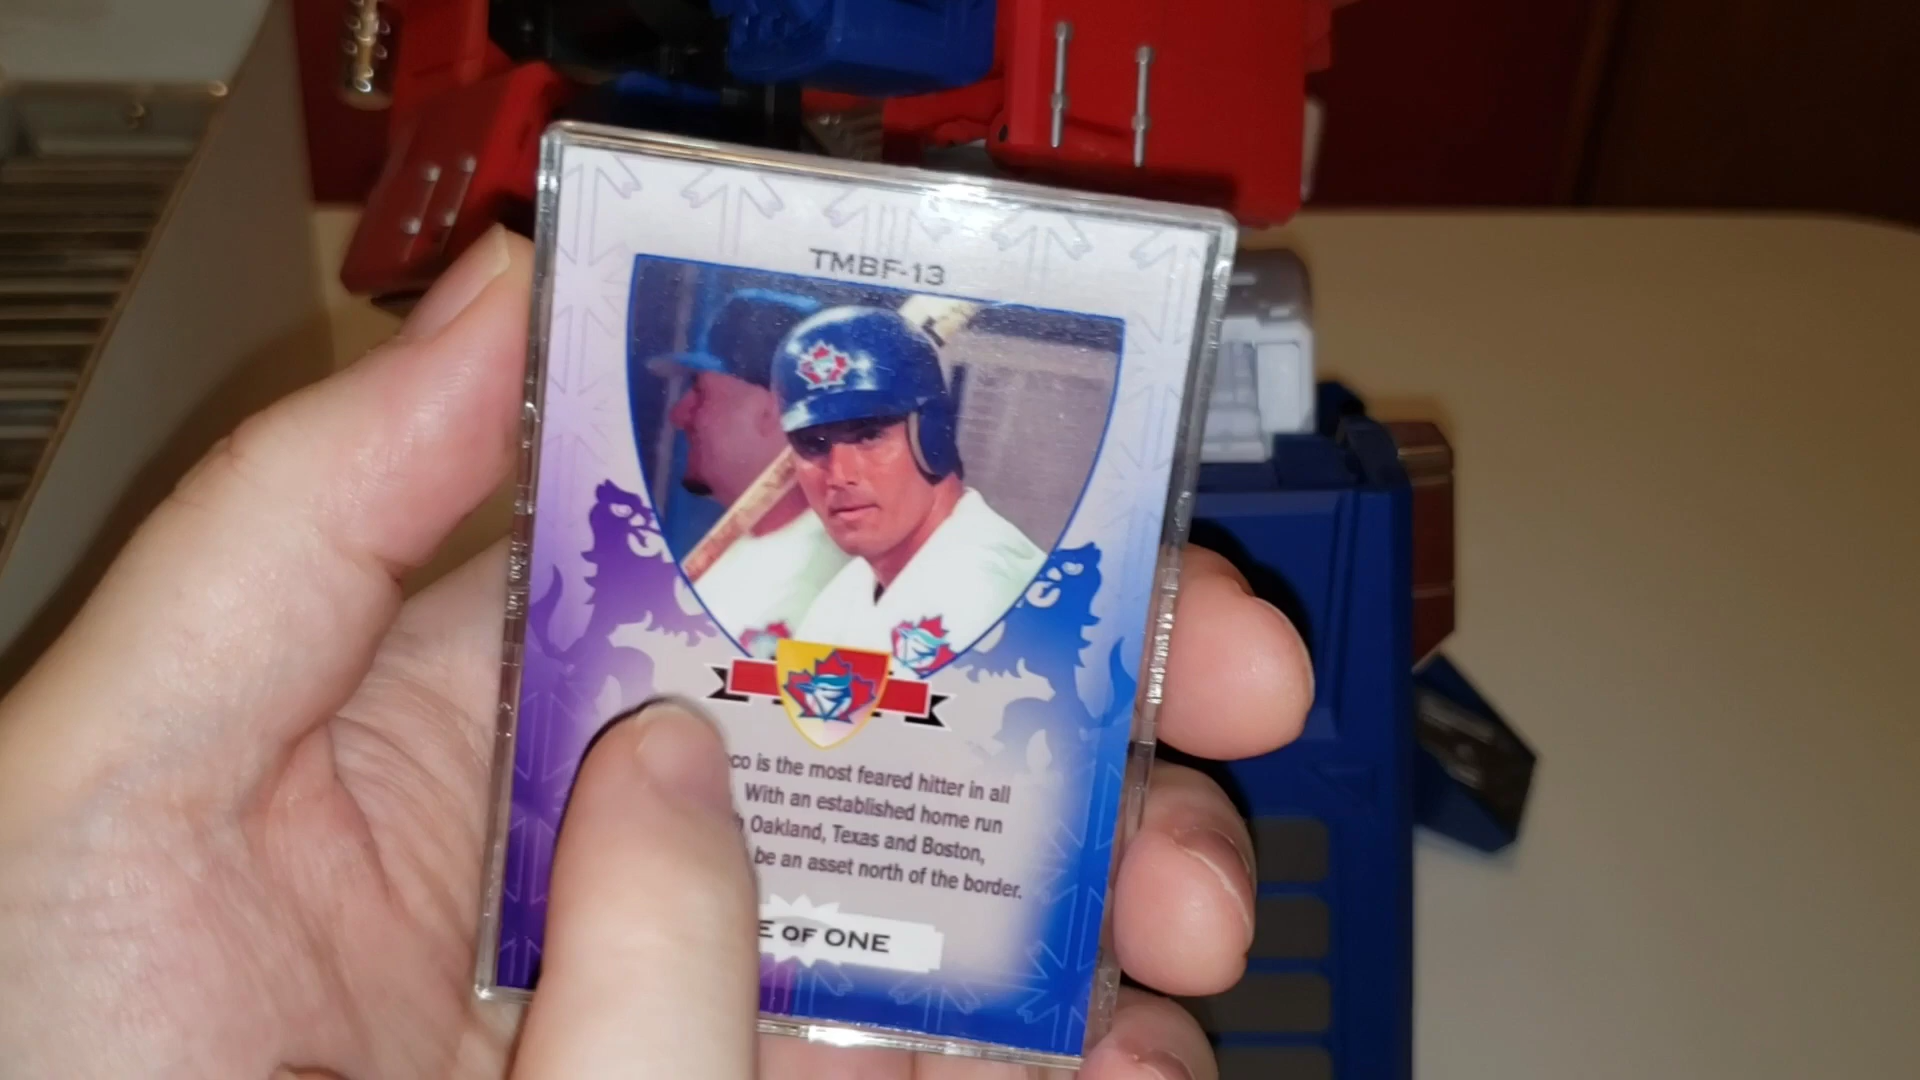 TMBF-13
co is the most feared hitter in all
With an established home run
h Oakland, Texas and Boston,
be an asset north of the border.
E OF ONE